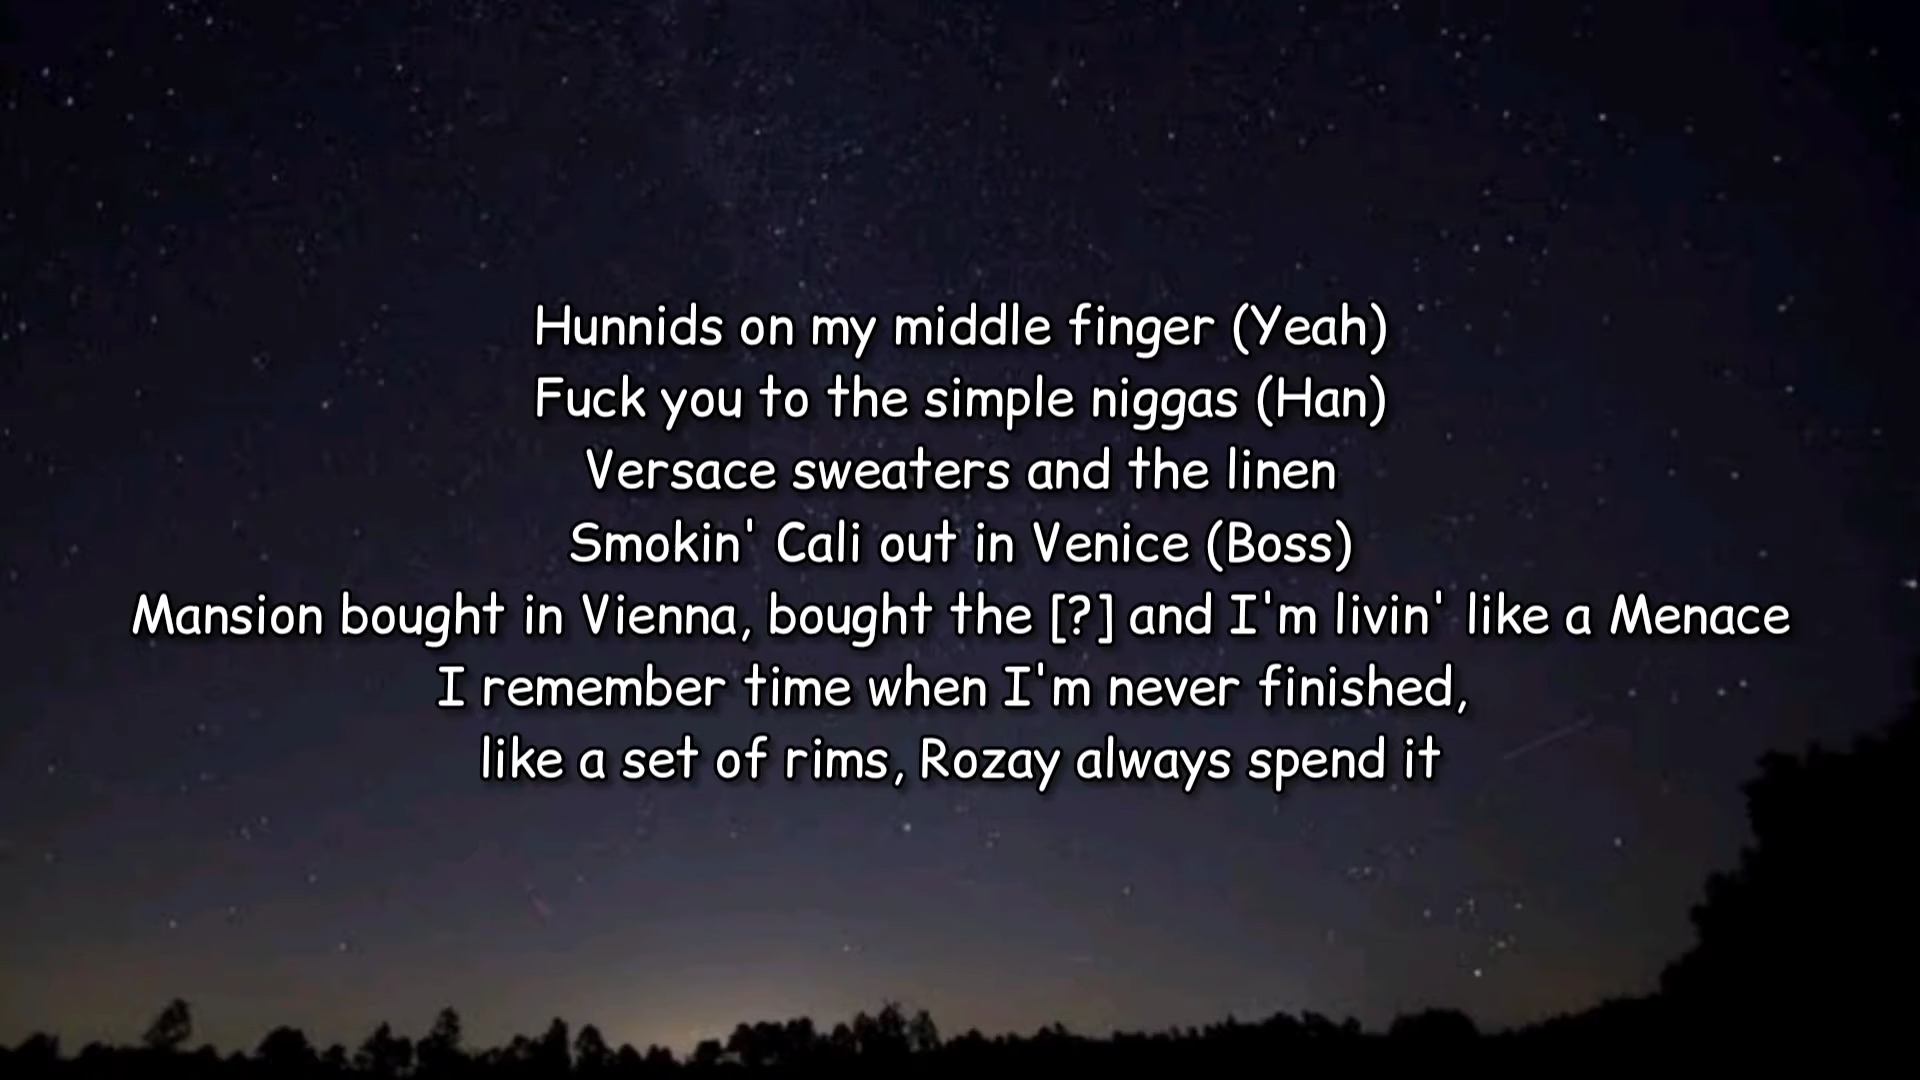 Hunnids on my middle finger (Yeah)
Fuck you to the simple niggas (Han)
Versace sweaters and the linen
Smokin' Cali out in Venice (Boss)
Mansion bought in Vienna, bought the [?] and I'm livin' like a Menace
I remember time when I'm never finished,
like a set of rims, Rozay always spend it